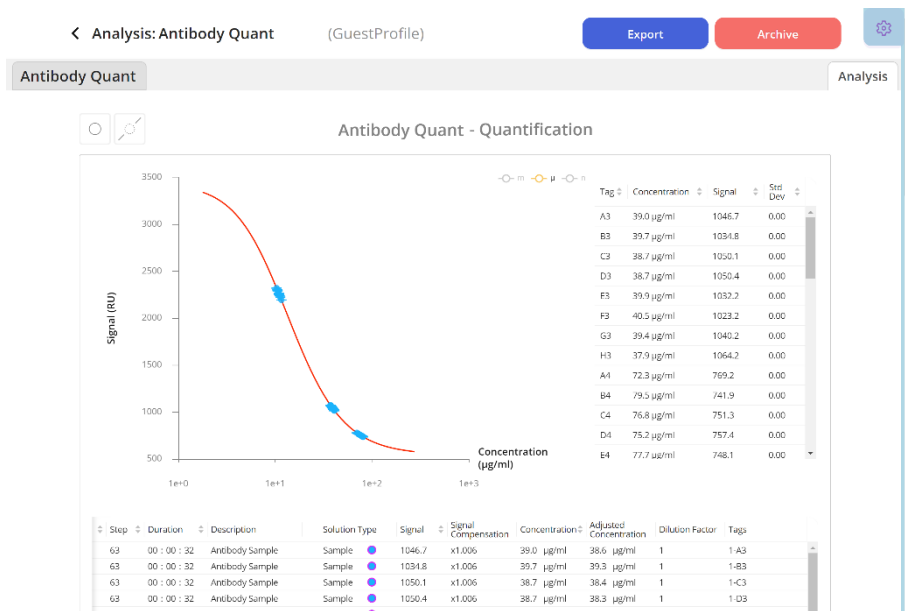 Analysis: Antibody Quant (GuestProfile) Export Archive
Antibody Quant Analysis
Antibody Quant - Quantification
m µ n
Signal (RU)
3500
3000
2500
2000
1500
1000
500
1e+0 1e+1 1e+2 1e+3
Concentration
(µg/ml)
Tag Concentration Signal Std Dev
A3 39.0 µg/ml 1046.7 0.00
B3 39.7 µg/ml 1034.8 0.00
C3 38.7 µg/ml 1050.1 0.00
D3 38.7 µg/ml 1050.4 0.00
E3 39.9 µg/ml 1032.2 0.00
F3 40.5 µg/ml 1023.2 0.00
G3 39.4 µg/ml 1040.2 0.00
H3 37.9 µg/ml 1064.2 0.00
A4 72.3 µg/ml 769.2 0.00
B4 79.5 µg/ml 741.9 0.00
C4 76.8 µg/ml 751.3 0.00
D4 75.2 µg/ml 757.4 0.00
E4 77.7 µg/ml 748.1 0.00
Step Duration Description Solution Type Signal Signal Compensation Concentration Adjusted Concentration Dilution Factor Tags
63 00 : 00 : 32 Antibody Sample Sample 1046.7 x1.006 39.0 µg/ml 38.6 µg/ml 1 1-A3
63 00 : 00 : 32 Antibody Sample Sample 1034.8 x1.006 39.7 µg/ml 39.3 µg/ml 1 1-B3
63 00 : 00 : 32 Antibody Sample Sample 1050.1 x1.006 38.7 µg/ml 38.4 µg/ml 1 1-C3
63 00 : 00 : 32 Antibody Sample Sample 1050.4 x1.006 38.7 µg/ml 38.3 µg/ml 1 1-D3